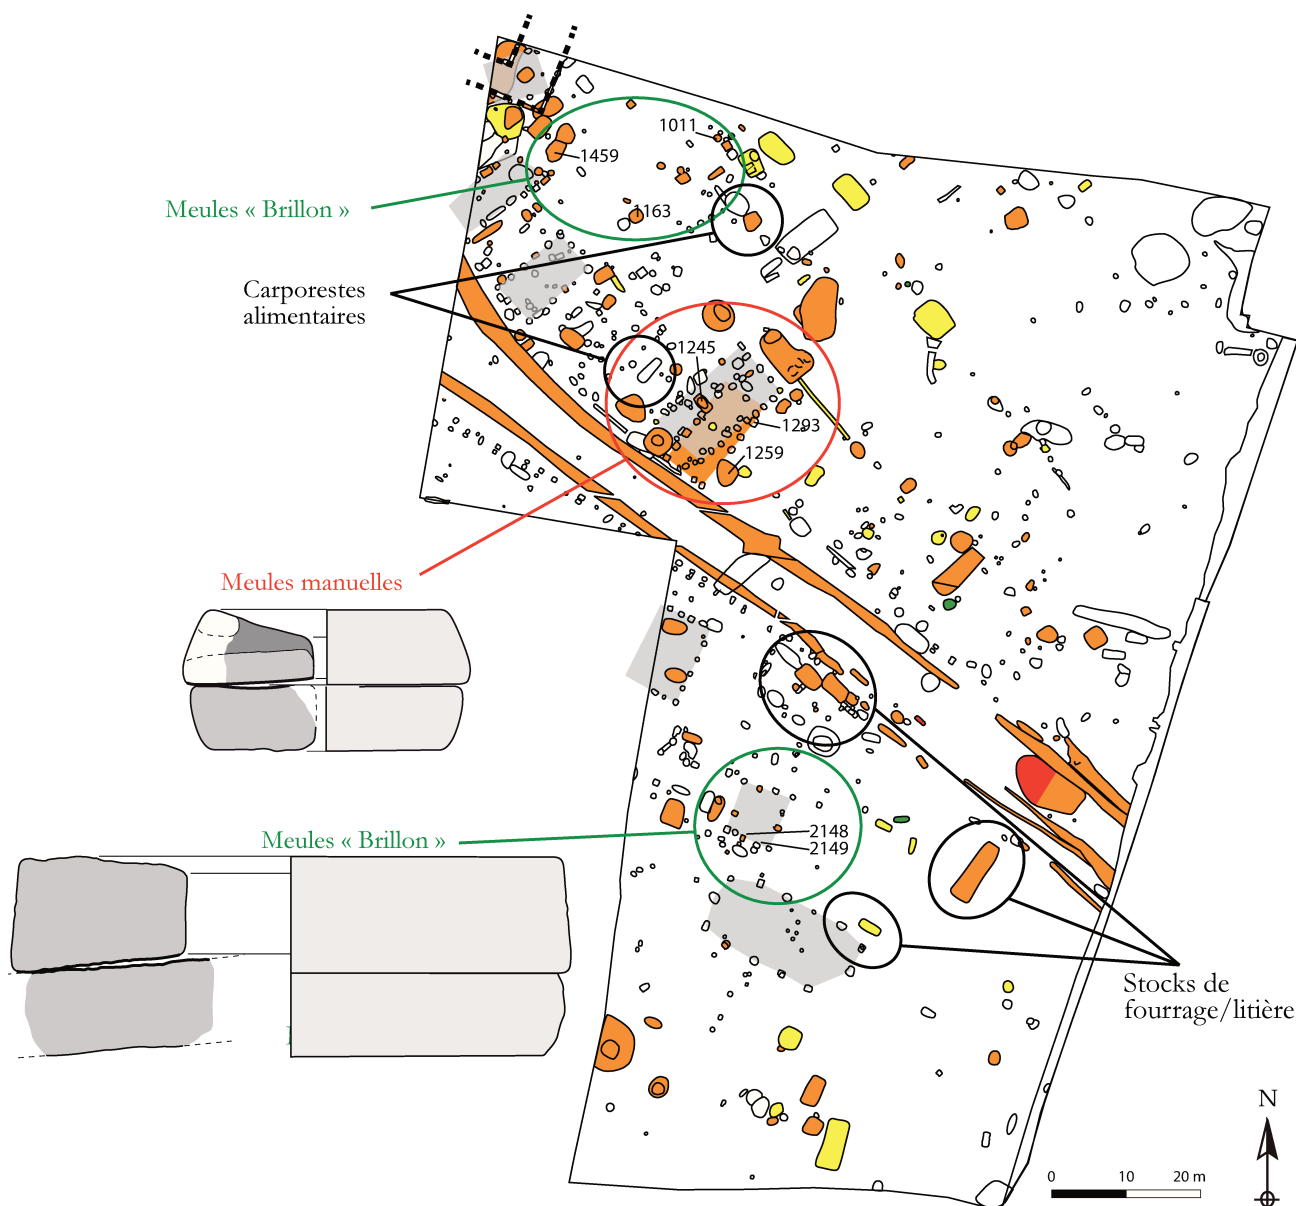 1011
1459
Meules « Brillon »
1163
Carporestes
alimentaires
1245
1293
1259
Meules manuelles
Meules « Brillon »
2148
2149
Stocks de
fourrage/litière
N
0 10 20 m